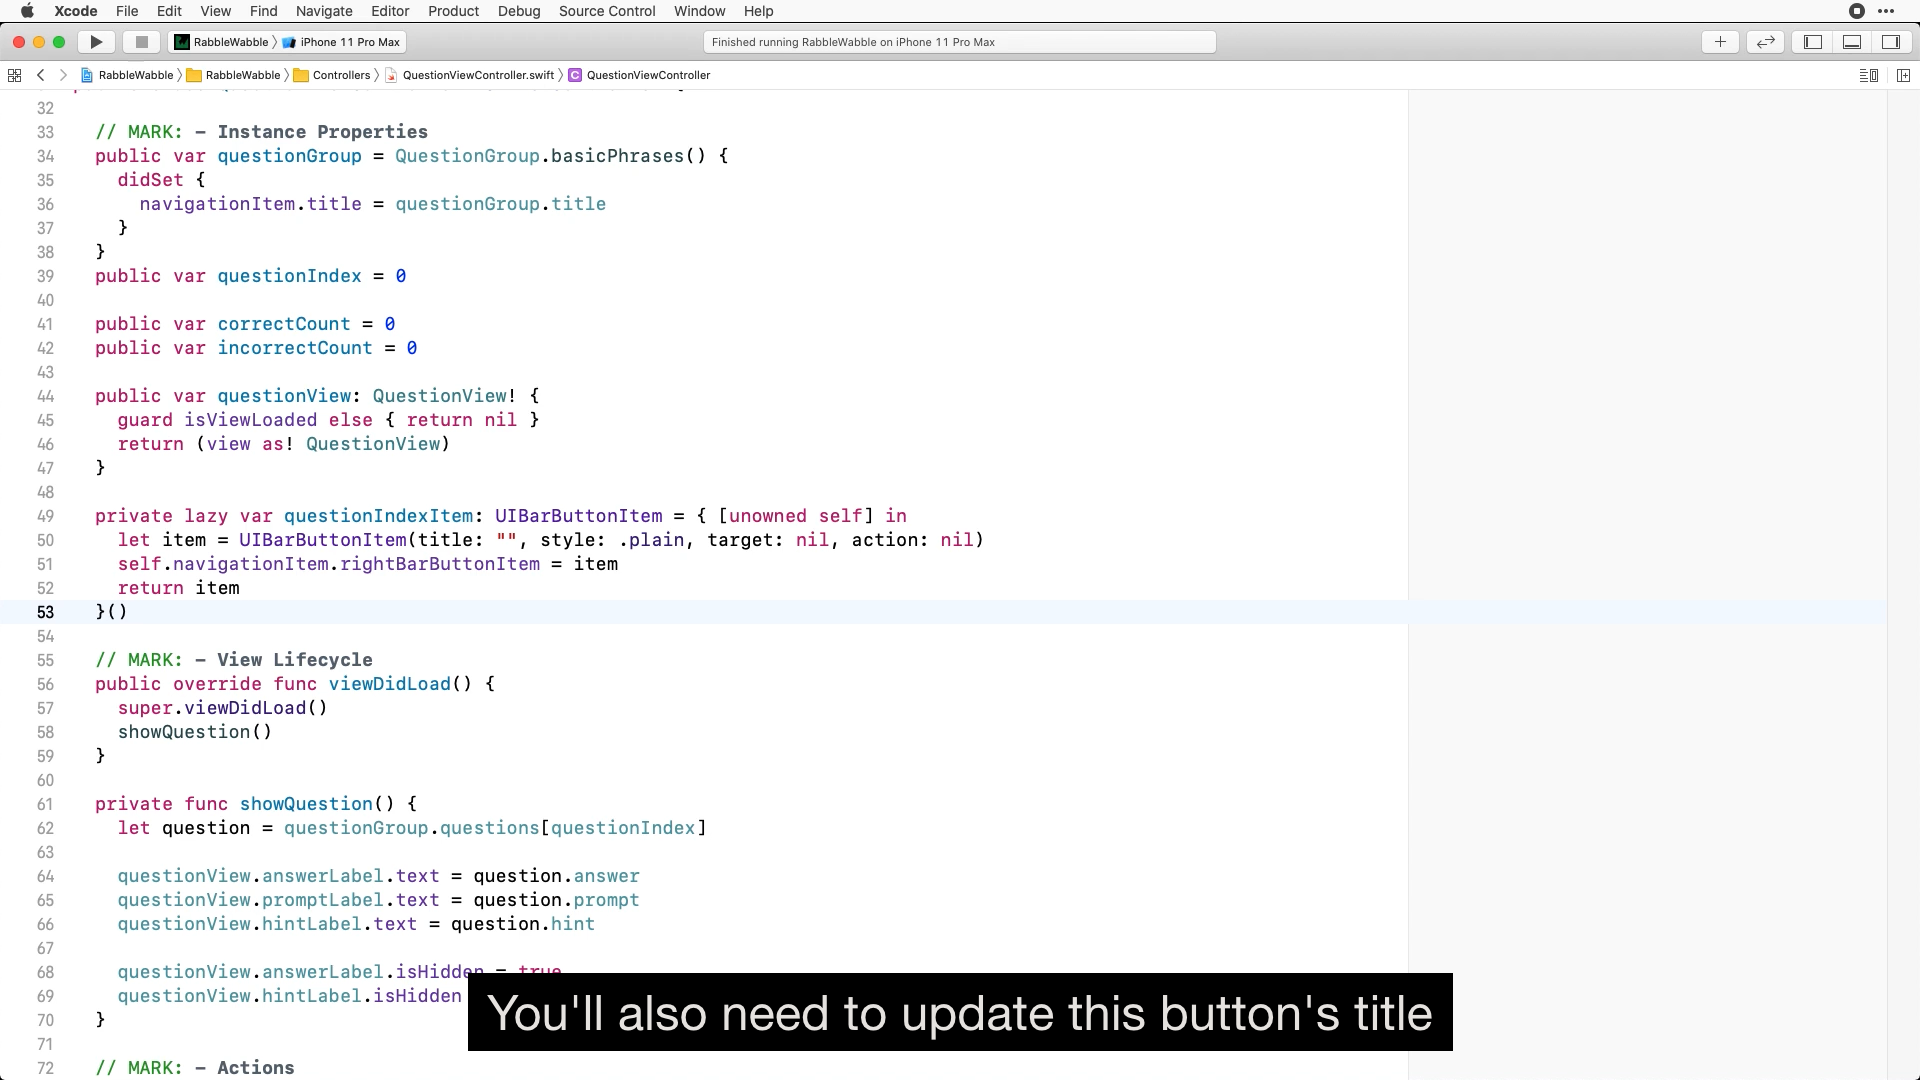 Xcode File Edit View Find Navigate Editor Product Debug Source Control Window Help
RabbleWabble iPhone 11 Pro Max Finished running RabbleWabble on iPhone 11 Pro Max
RabbleWabble RabbleWabble Controllers QuestionViewController.swift C QuestionViewController
32
33 // MARK: - Instance Properties
34 public var questionGroup = QuestionGroup.basicPhrases() {
35 didSet {
36 navigationItem.title = questionGroup.title
37 }
38 }
39 public var questionIndex = 0
40
41 public var correctCount = 0
42 public var incorrectCount = 0
43
44 public var questionView: QuestionView! {
45 guard isViewLoaded else { return nil }
46 return (view as! QuestionView)
47 }
48
49 private lazy var questionIndexItem: UIBarButtonItem = { [unowned self] in
50 let item = UIBarButtonItem(title: "", style: .plain, target: nil, action: nil)
51 self.navigationItem.rightBarButtonItem = item
52 return item
53 }()
54
55 // MARK: - View Lifecycle
56 public override func viewDidLoad() {
57 super.viewDidLoad()
58 showQuestion()
59 }
60
61 private func showQuestion() {
62 let question = questionGroup.questions[questionIndex]
63
64 questionView.answerLabel.text = question.answer
65 questionView.promptLabel.text = question.prompt
66 questionView.hintLabel.text = question.hint
67
68 questionView.answerLabel.isHidden = true
69 questionView.hintLabel.isHidden
70 }
71
72 // MARK: - Actions
You'll also need to update this button's title